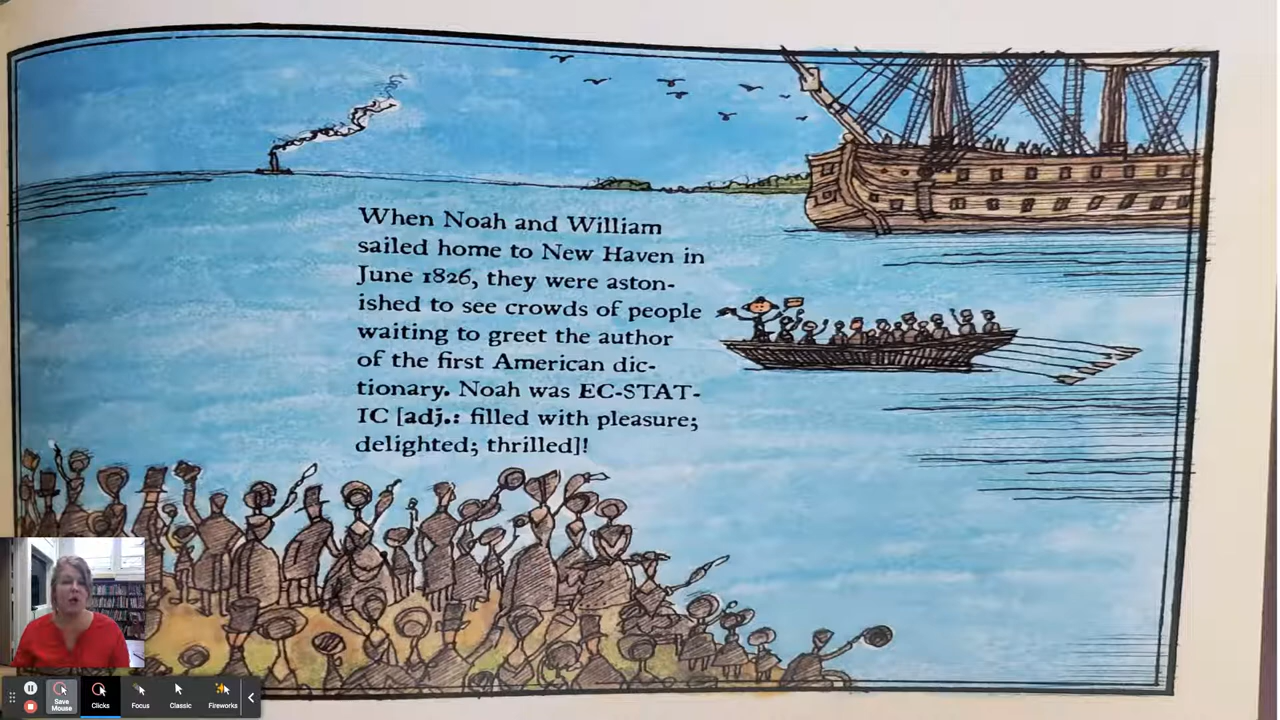 When Noah and William
sailed home to New Haven in
June 1826, they were aston-
ished to see crowds of people
waiting to greet the author
of the first American dic-
tionary. Noah was EC-STAT-
IC [adj.: filled with pleasure;
delighted; thrilled]!
Save
Mouse
Clicks
Focus
Classic
Fireworks